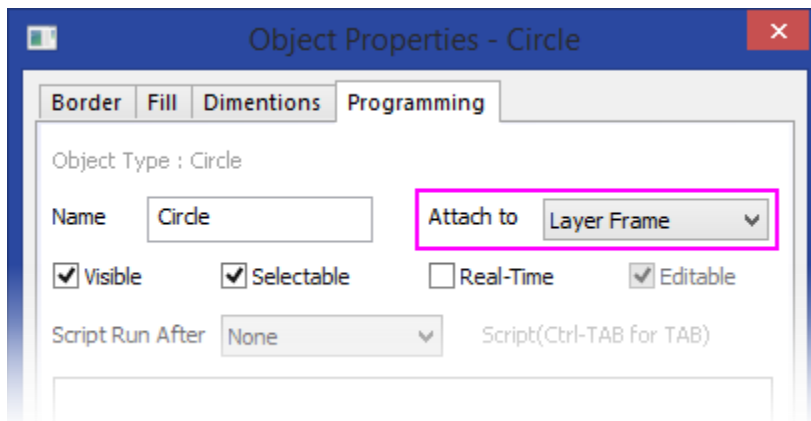 Object Properties - Circle
Border Fill Dimentions Programming
Object Type : Circle
Name Circle Attach to Layer Frame
Visible Selectable Real-Time Editable
Script Run After None Script(Ctrl-TAB for TAB)